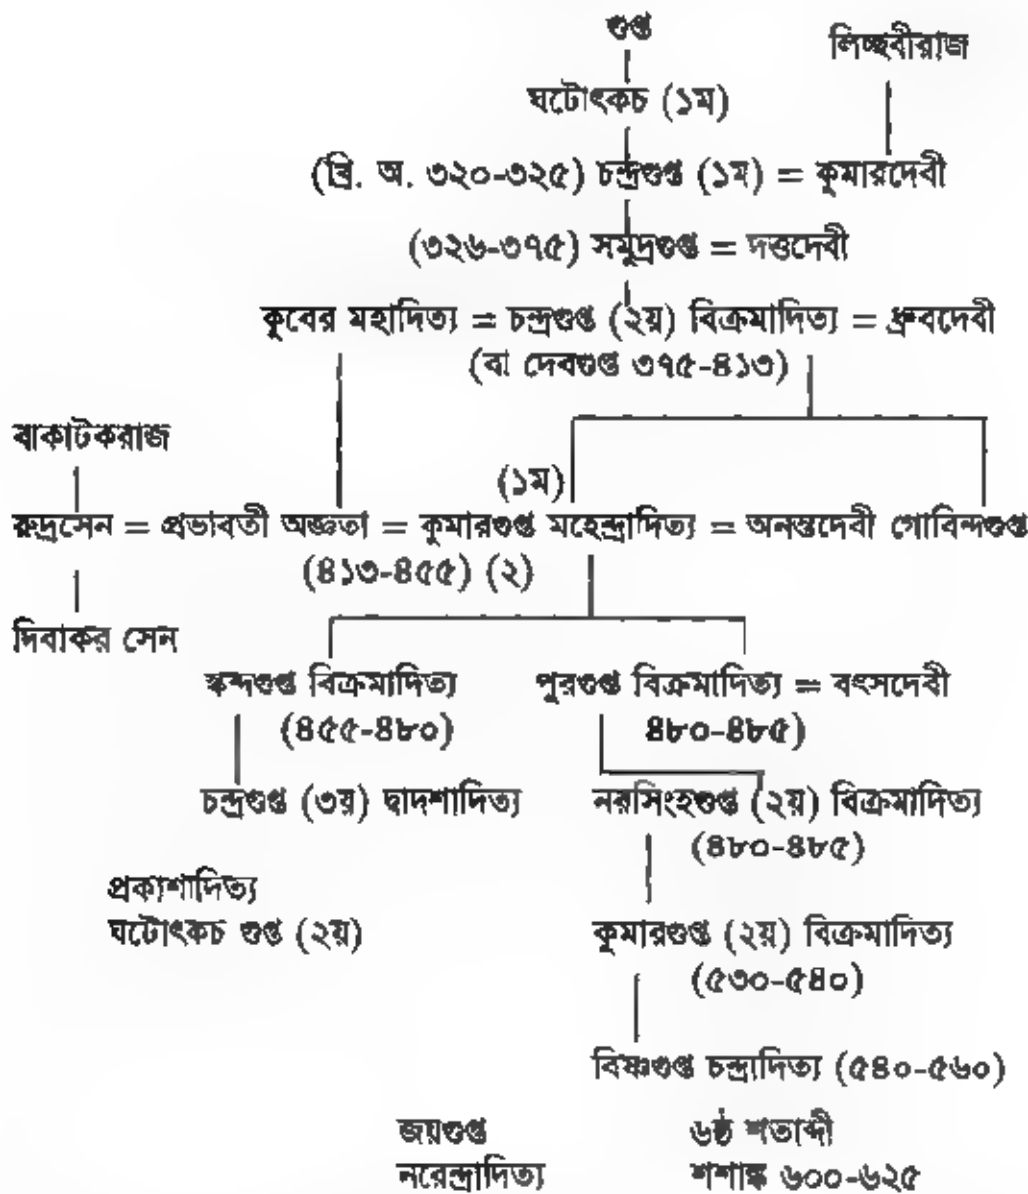 গুপ্ত
লিচ্ছবীরাজ
ঘটোৎকচ (১ম)
(খ্রি. অ. ৩২০-৩২৫) চন্দ্রগুপ্ত (১ম) = কুমারদেবী
(৩২৬-৩৭৫) সমুদ্রগুপ্ত = দত্তদেবী
কুবের মহাদিত্য = চন্দ্রগুপ্ত (২য়) বিক্রমাদিত্য = ধ্রুবদেবী
(বা দেবগুপ্ত ৩৭৫-৪১৩)
বাকাটকরাজ
(১ম)
রুদ্রসেন = প্রভাবতী অজ্ঞতা = কুমারগুপ্ত মহেন্দ্রাদিত্য = অনন্তদেবী গোবিন্দগুপ্ত
(৪১৩-৪৫৫) (২)
দিবাকর সেন
স্কন্দগুপ্ত বিক্রমাদিত্য পুরগুপ্ত বিক্রমাদিত্য = বৎসদেবী
(৪৫৫-৪৮০) ৪৮০-৪৮৫)
চন্দ্রগুপ্ত (৩য়) দ্বাদশাদিত্য নরসিংহগুপ্ত (২য়) বিক্রমাদিত্য
(৪৮০-৪৮৫)
প্রকাশাদিত্য
ঘটোৎকচ গুপ্ত (২য়) কুমারগুপ্ত (২য়) বিক্রমাদিত্য
(৫৩০-৫৪০)
বিষ্ণগুপ্ত চন্দ্রাদিত্য (৫৪০-৫৬০)
জয়গুপ্ত ৬ষ্ঠ শতাব্দী
নরেন্দ্রাদিত্য শশাঙ্ক ৬০০-৬২৫